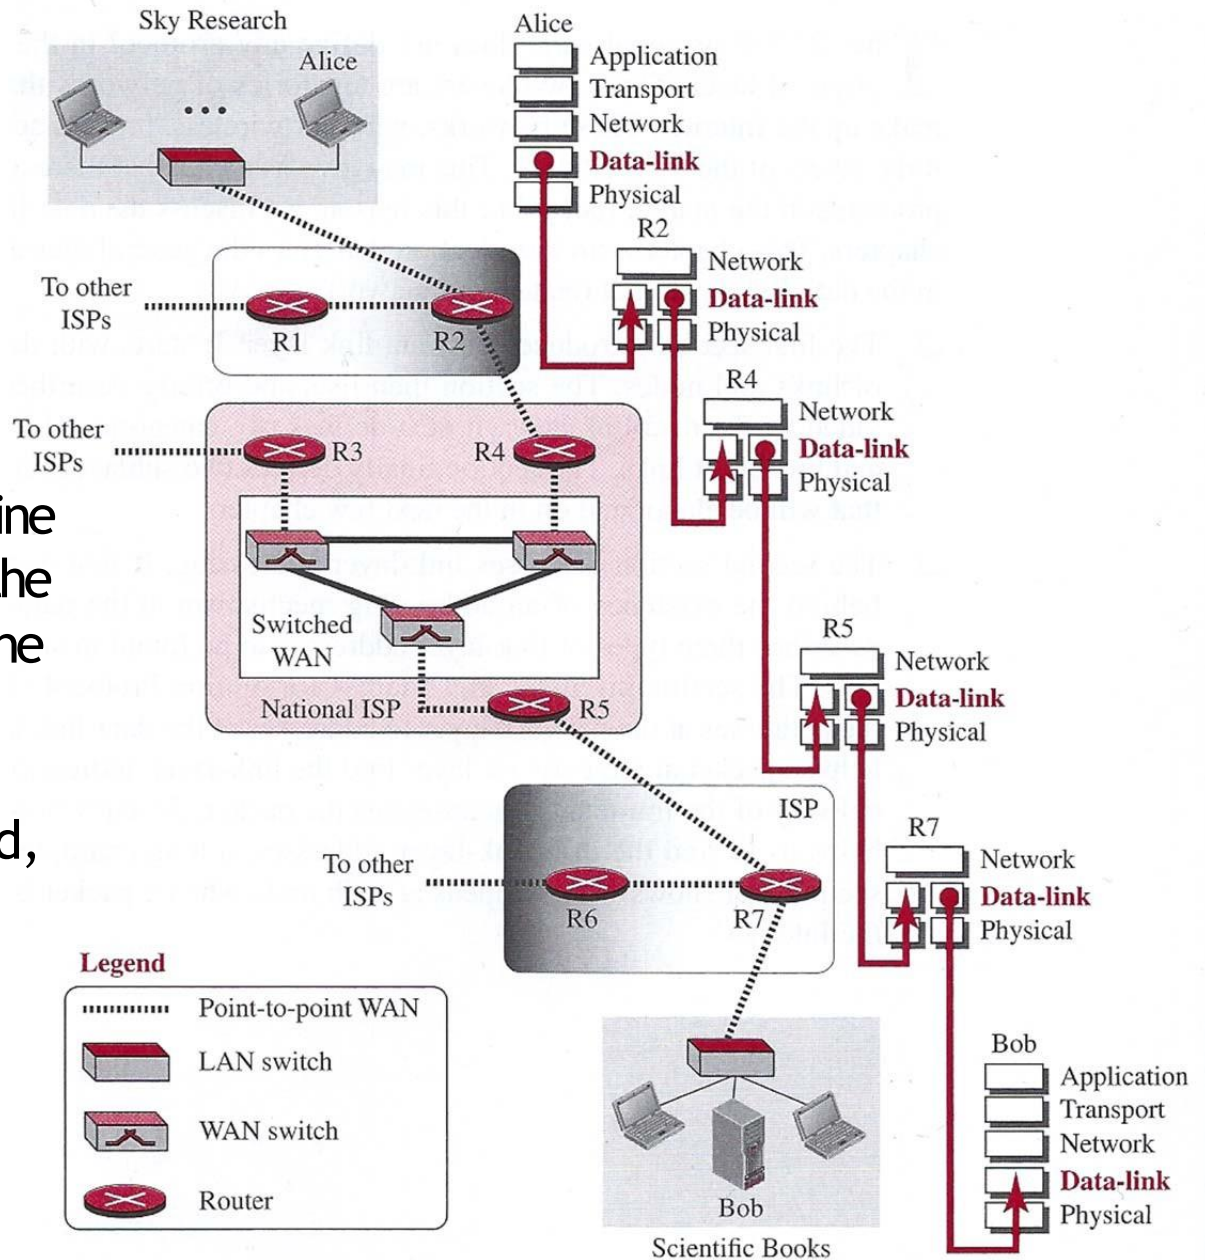 Sky Research
Alice
Alice
Application
Transport
Network
Data-link
Physical
R2
Network
Data-link
Physical
To other
ISPs
R1
R2
R4
Network
Data-link
Physical
To other
ISPs
R3
R4
ine
he
ne
Switched
WAN
National ISP
R5
R5
Network
Data-link
Physical
d,
ISP
To other
ISPs
R6
R7
R7
Network
Data-link
Physical
Legend
Point-to-point WAN
LAN switch
WAN switch
Router
Bob
Scientific Books
Bob
Application
Transport
Network
Data-link
Physical